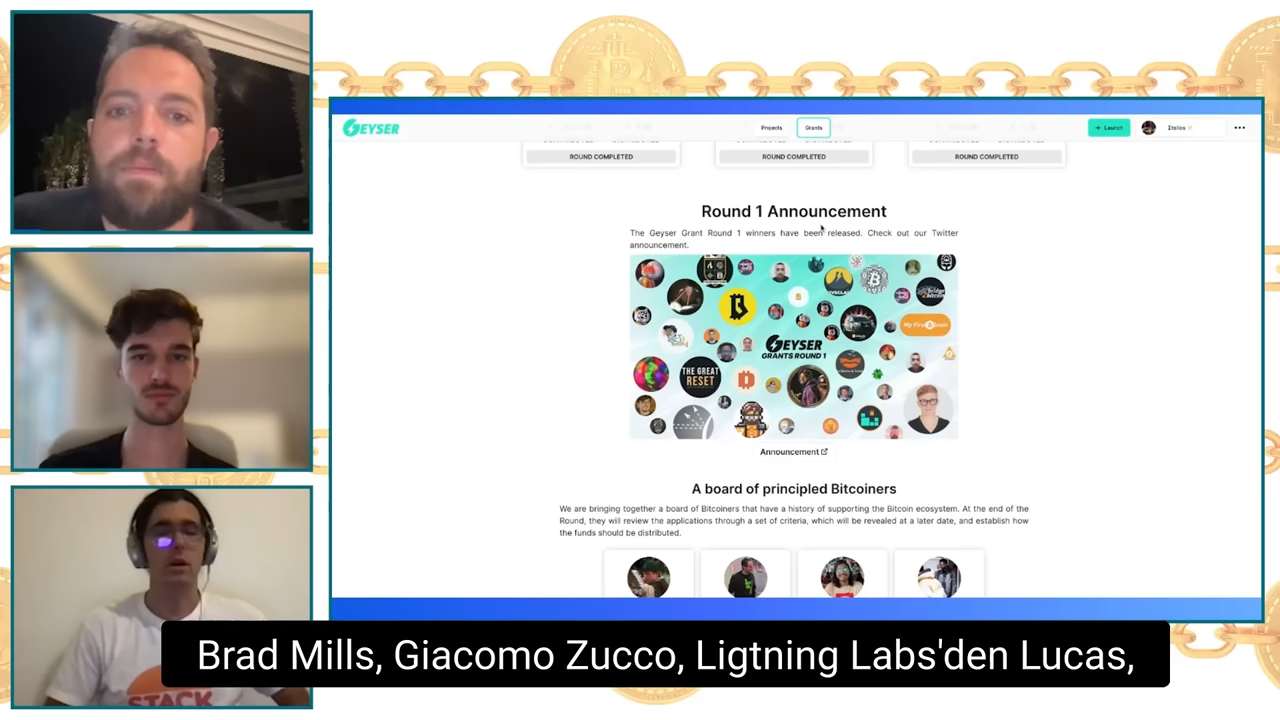 GEYSER
Projects
Grants
+ Launch
ROUND COMPLETED
ROUND COMPLETED
ROUND COMPLETED
Round 1 Announcement
The Geyser Grant Round 1 winners have been released. Check out our Twitter
announcement.
My First Bitcoin
GEYSER
GRANTS ROUND 1
THE GREAT
RESET
Announcement
A board of principled Bitcoiners
We are bringing together a board of Bitcoiners that have a history of supporting the Bitcoin ecosystem. At the end of the
Round, they will review the applications through a set of criteria, which will be revealed at a later date, and establish how
the funds should be distributed.
STACK
Brad Mills, Giacomo Zucco, Ligtning Labs'den Lucas,